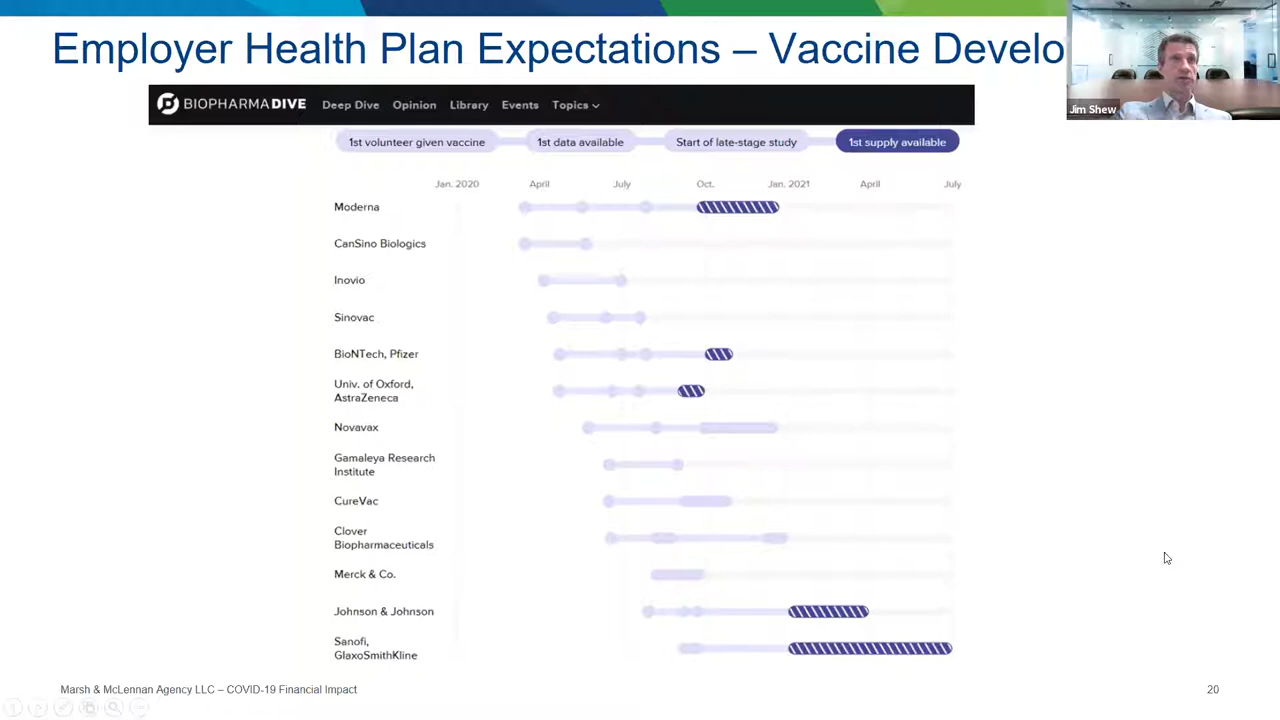 Employer Health Plan Expectations – Vaccine Develo
Jim Shew
BIOPHARMADIVE Deep Dive Opinion Library Events Topics
1st volunteer given vaccine 1st data available Start of late-stage study 1st supply available
Jan. 2020 April July Oct. Jan. 2021 April July
Moderna
CanSino Biologics
Inovio
Sinovac
BioNTech, Pfizer
Univ. of Oxford,
AstraZeneca
Novavax
Gamaleya Research
Institute
CureVac
Clover
Biopharmaceuticals
Merck & Co.
Johnson & Johnson
Sanofi,
GlaxoSmithKline
Marsh & McLennan Agency LLC – COVID-19 Financial Impact
20